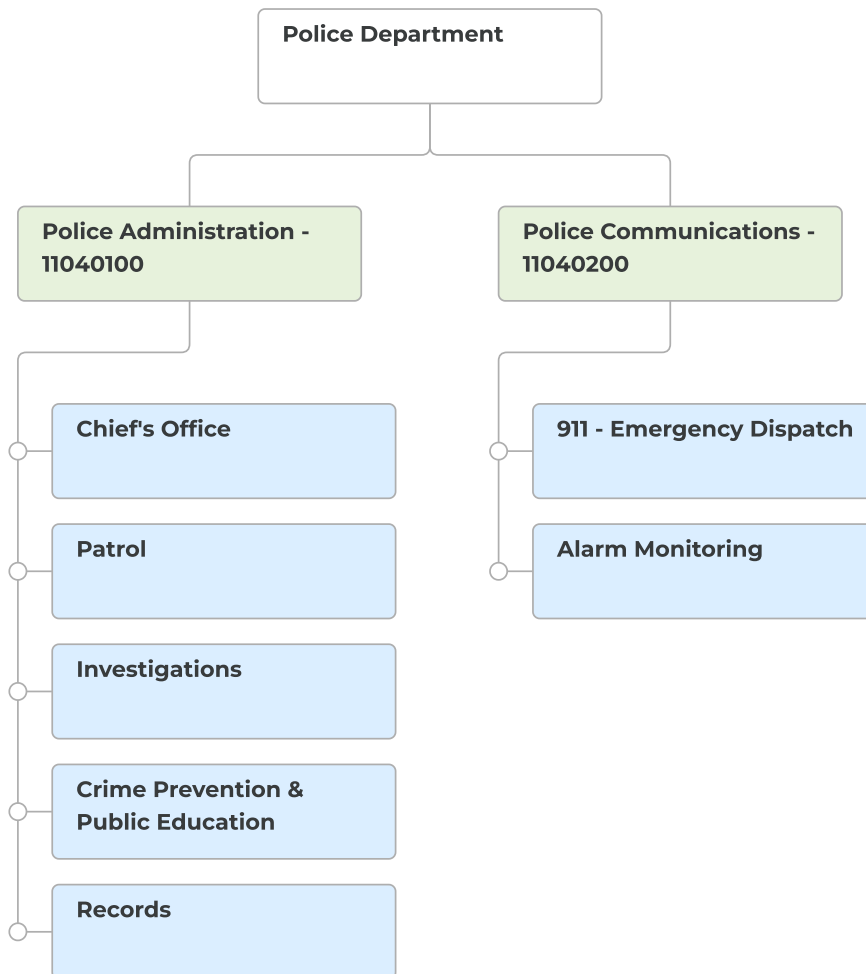 Police Department
Police Administration -
11040100
Police Communications -
11040200
Chief's Office
911 - Emergency Dispatch
Patrol
Alarm Monitoring
Investigations
Crime Prevention &
Public Education
Records